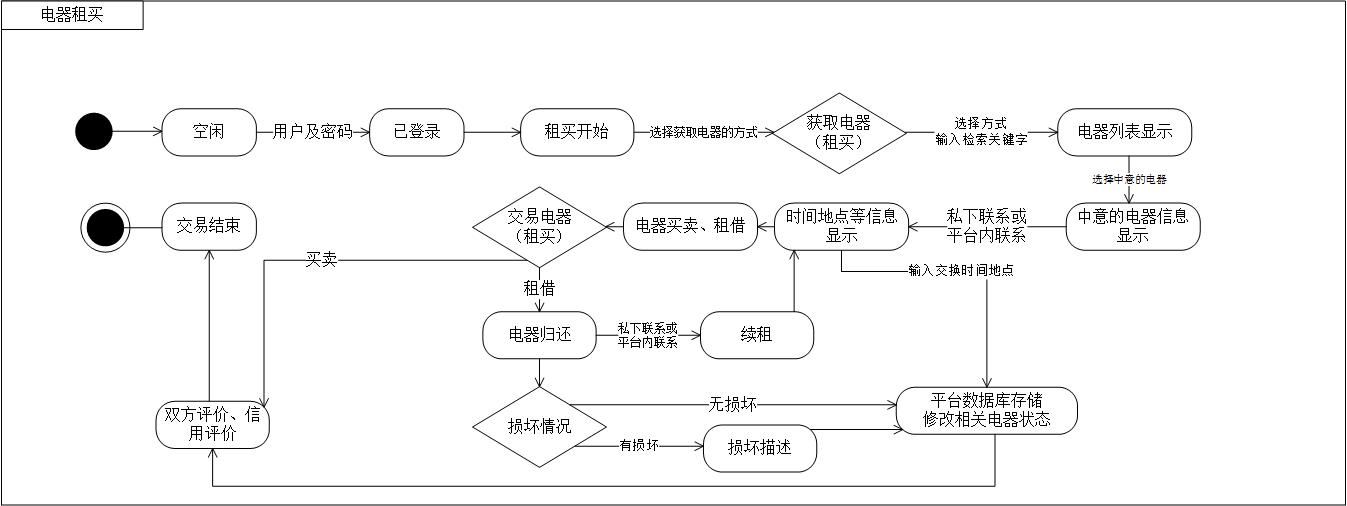 电器租买
空闲
用户及密码
已登录
租买开始
选择获取电器的方式
获取电器
（租买）
选择方式
输入检索关键字
电器列表显示
选择中意的电器
交易结束
交易电器
（租买）
电器买卖、租借
时间地点等信息
显示
私下联系或
平台内联系
中意的电器信息
显示
买卖
租借
输入交换时间地点
电器归还
私下联系或
平台内联系
续租
双方评价、信
用评价
损坏情况
无损坏
有损坏
损坏描述
平台数据库存储
修改相关电器状态